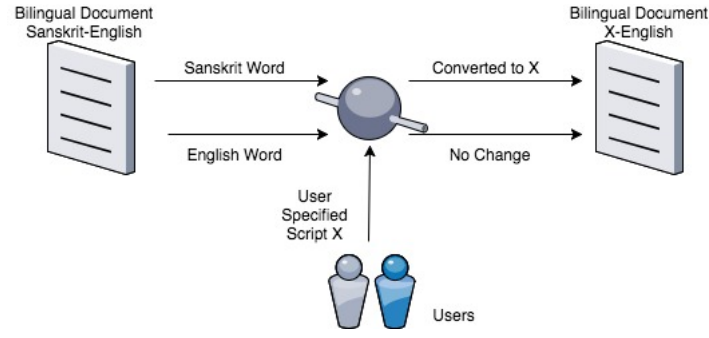 Bilingual Document
Sanskrit-English
Bilingual Document
X-English
Sanskrit Word
Converted to X
English Word
No Change
User
Specified
Script X
Users